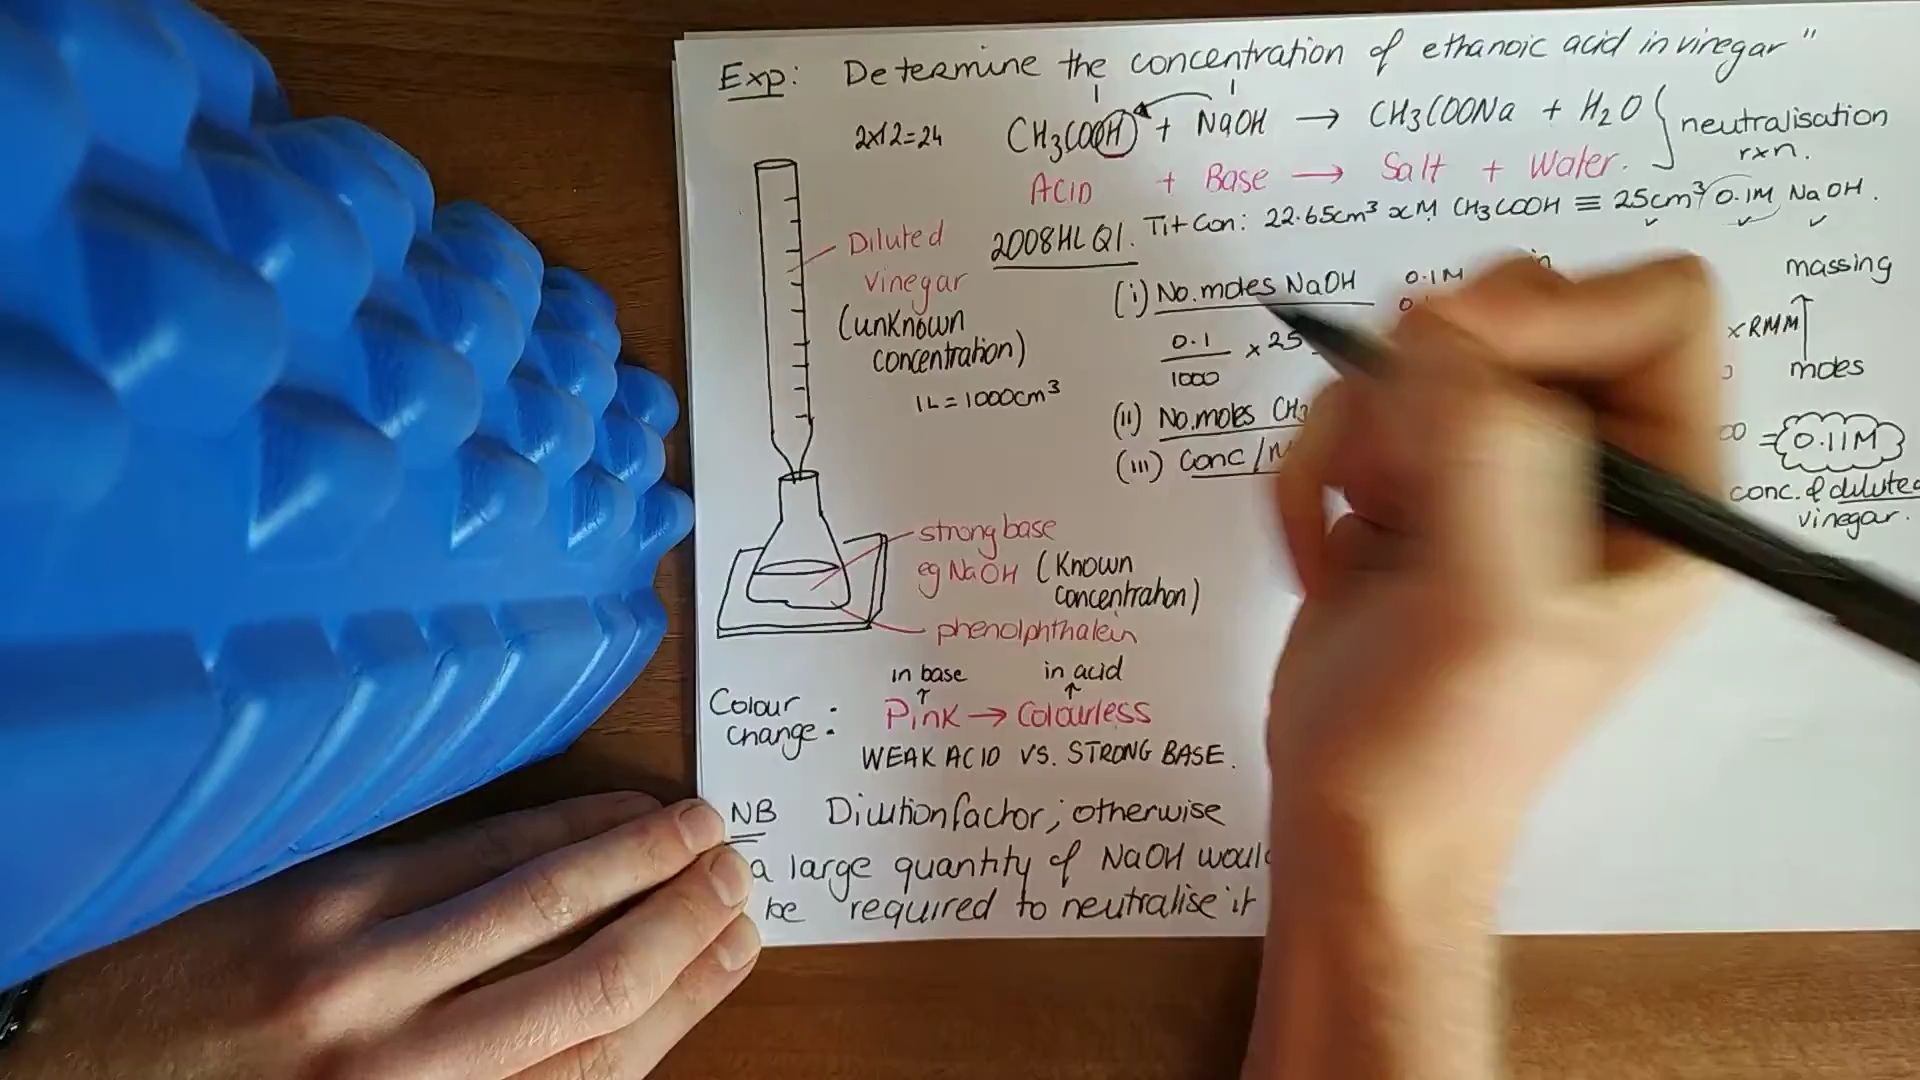 Exp: Determine the concentration of ethanoic acid in vinegar"
2x12=24
CH3COOH + NaOH → CH3COONa + H2O
neutralisation
rxn.
ACID + Base → Salt + Water.
2008HL Q1. Tit Con: 22.65cm³ xM CH3COOH ≡ 25cm³ 0.1M NaOH.
Diluted
vinegar
(unknown
concentration)
1L = 1000cm³
(i) No. moles NaOH 0.1M in
0.1
1000
x 25
(ii) No. moles CH3
(iii) Conc/M
massing
x RMM
moles
= 0.11M
conc. of diluted
vinegar.
strong base
eg NaOH (Known
concentration)
phenolphthalein
in base in acid
Colour
change: Pink → Colourless
WEAK ACID VS. STRONG BASE.
NB Dilution factor; otherwise
a large quantity of NaOH would
be required to neutralise it